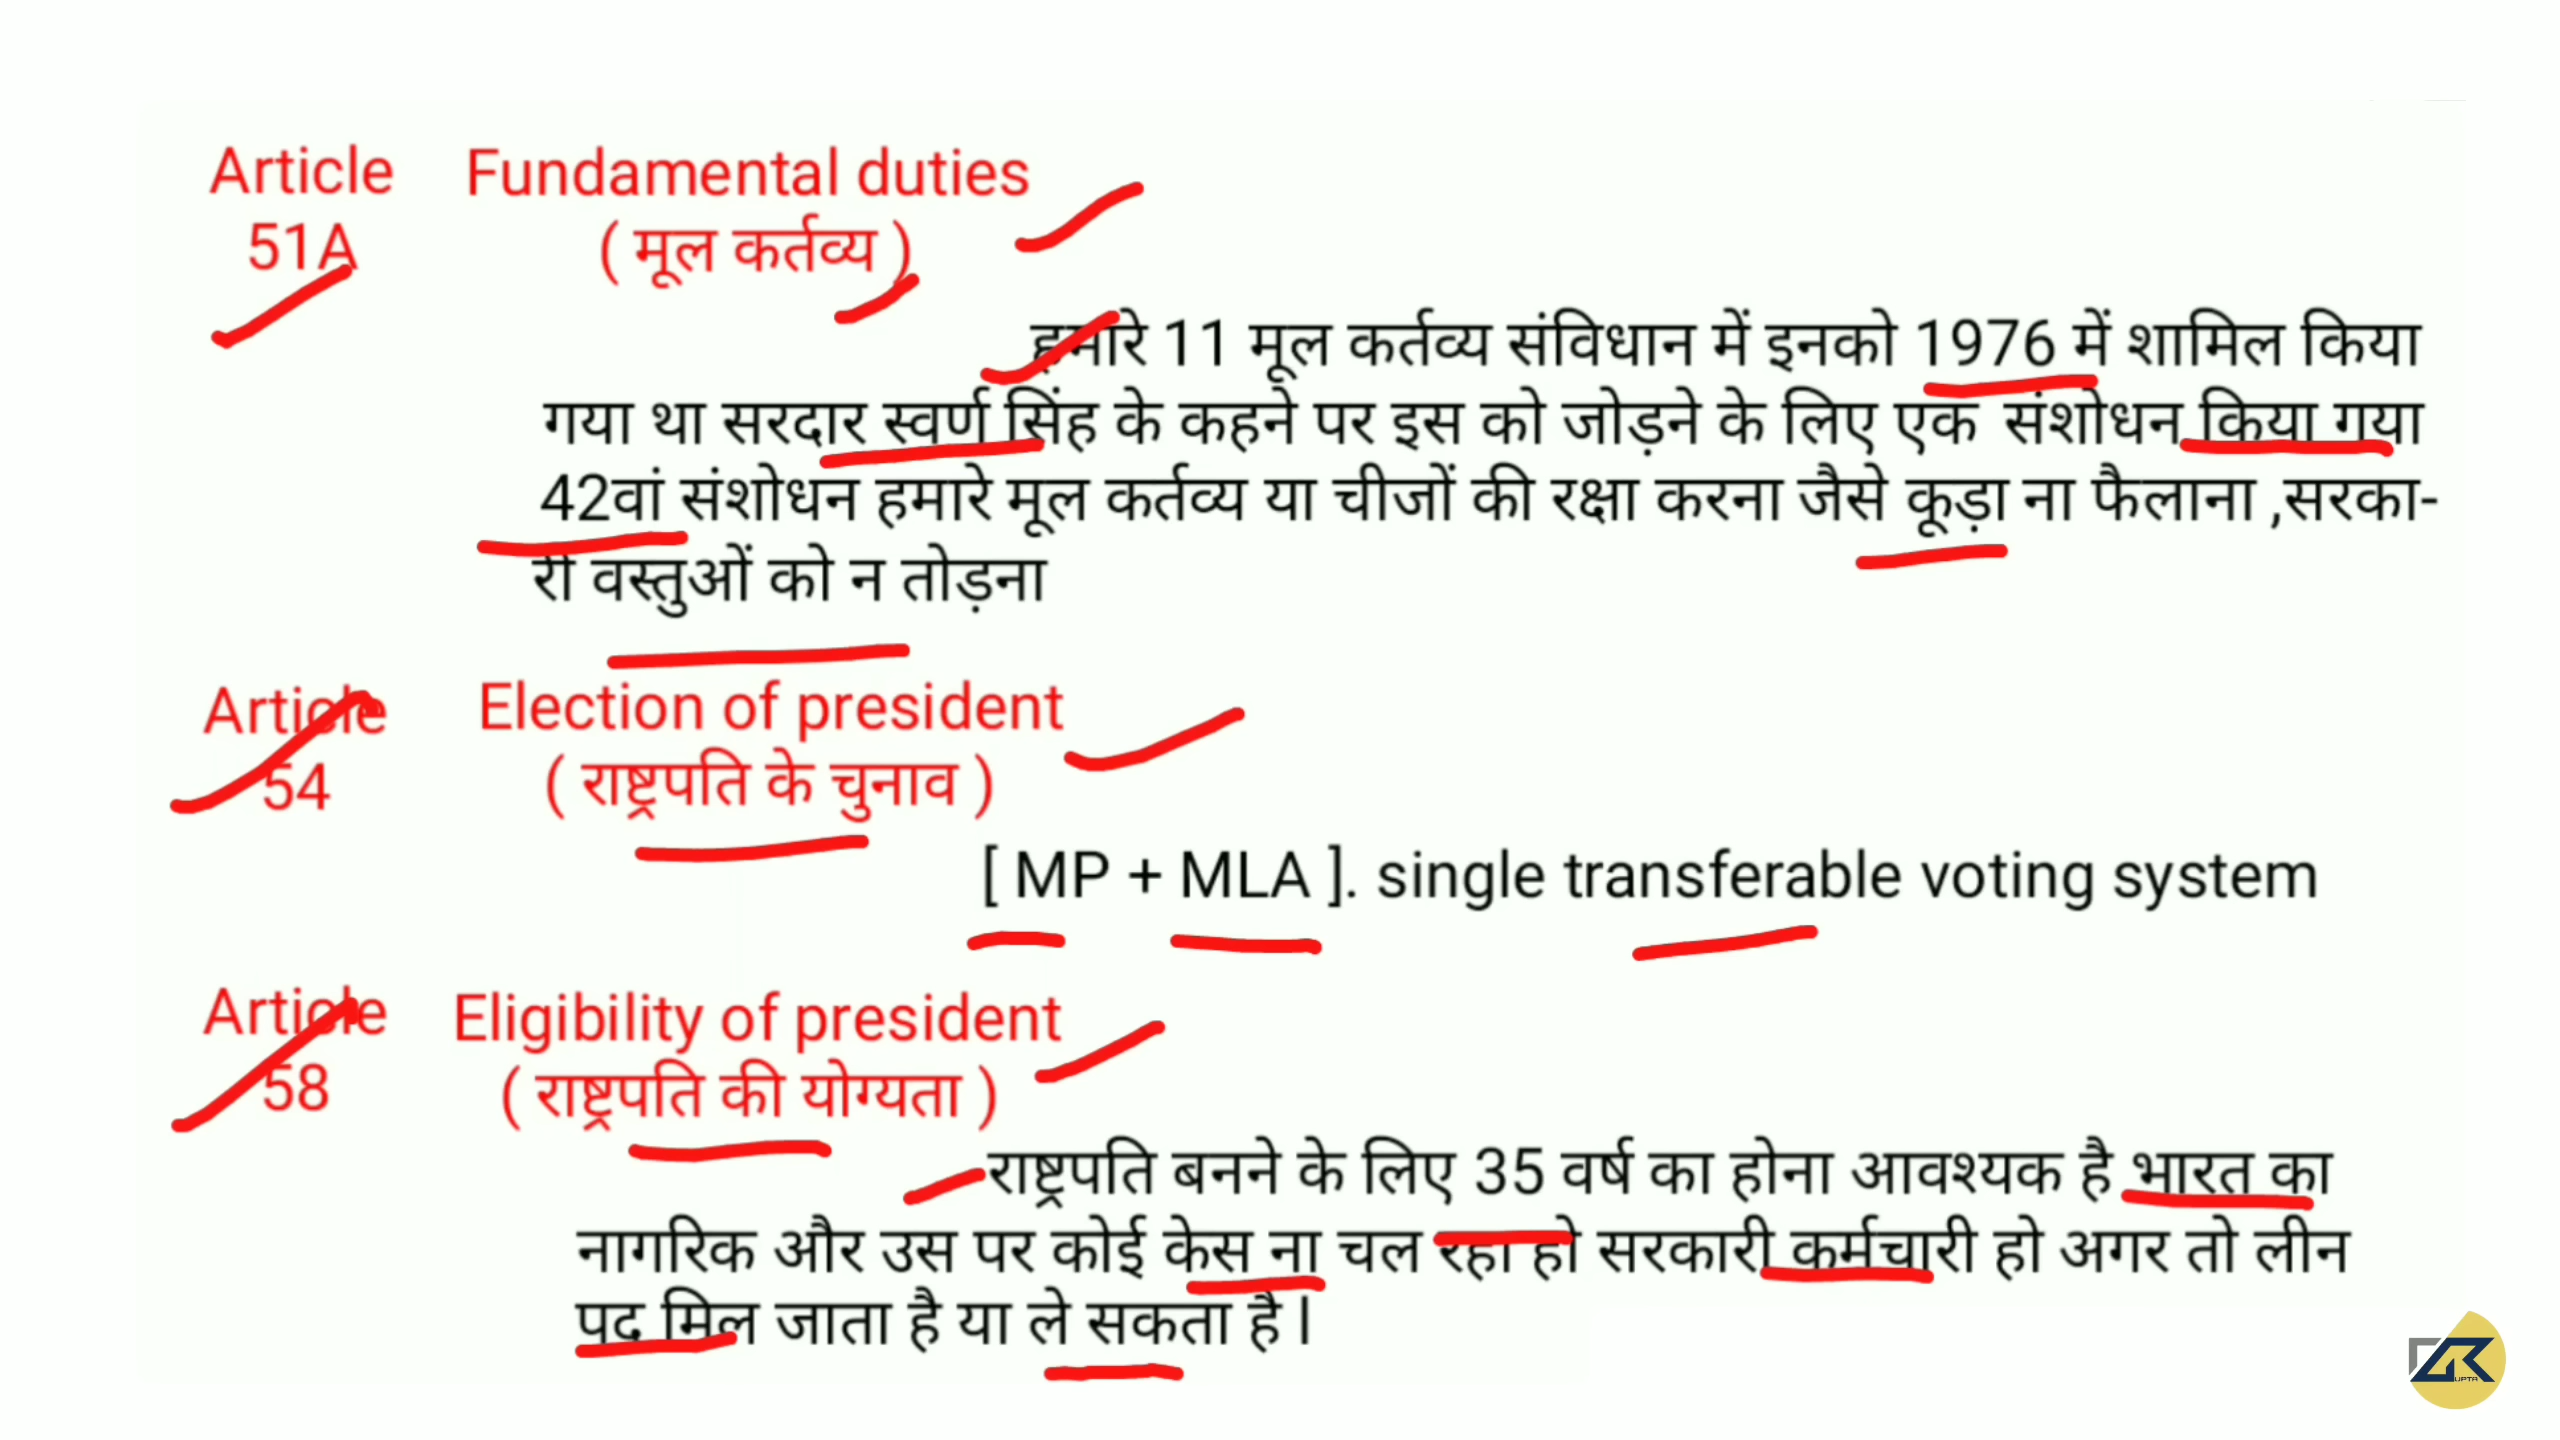 Article Fundamental duties
51A ( मूल कर्तव्य )
हमारे 11 मूल कर्तव्य संविधान में इनको 1976 में शामिल किया
गया था सरदार स्वर्ण सिंह के कहने पर इस को जोड़ने के लिए एक संशोधन किया गया
42वां संशोधन हमारे मूल कर्तव्य या चीजों की रक्षा करना जैसे कूड़ा ना फैलाना ,सरका-
री वस्तुओं को न तोड़ना
Article Election of president
54 ( राष्ट्रपति के चुनाव )
[ MP + MLA ]. single transferable voting system
Article Eligibility of president
58 ( राष्ट्रपति की योग्यता )
राष्ट्रपति बनने के लिए 35 वर्ष का होना आवश्यक है भारत का
नागरिक और उस पर कोई केस ना चल रहा हो सरकारी कर्मचारी हो अगर तो लीन
पद मिल जाता है या ले सकता है l